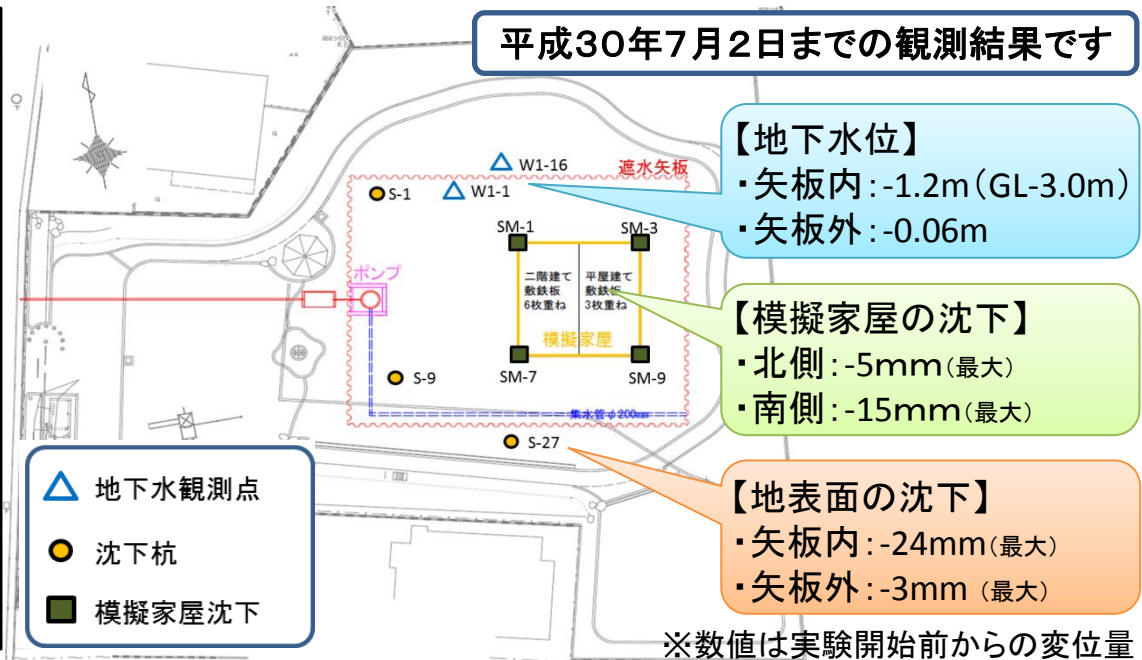 平成30年7月2日までの観測結果です
【地下水位】
・矢板内:-1.2m(GL-3.0m)
・矢板外:-0.06m
W1-16
遮水矢板
S-1
W1-1
SM-1
SM-3
ポンプ
二階建て
敷鉄板
6枚重ね
平屋建て
敷鉄板
3枚重ね
模擬家屋
【模擬家屋の沈下】
・北側:-5mm(最大)
・南側:-15mm(最大)
S-9
SM-7
SM-9
集水管φ200mm
S-27
【地表面の沈下】
・矢板内:-24mm(最大)
・矢板外:-3mm (最大)
地下水観測点
沈下杭
模擬家屋沈下
※数値は実験開始前からの変位量